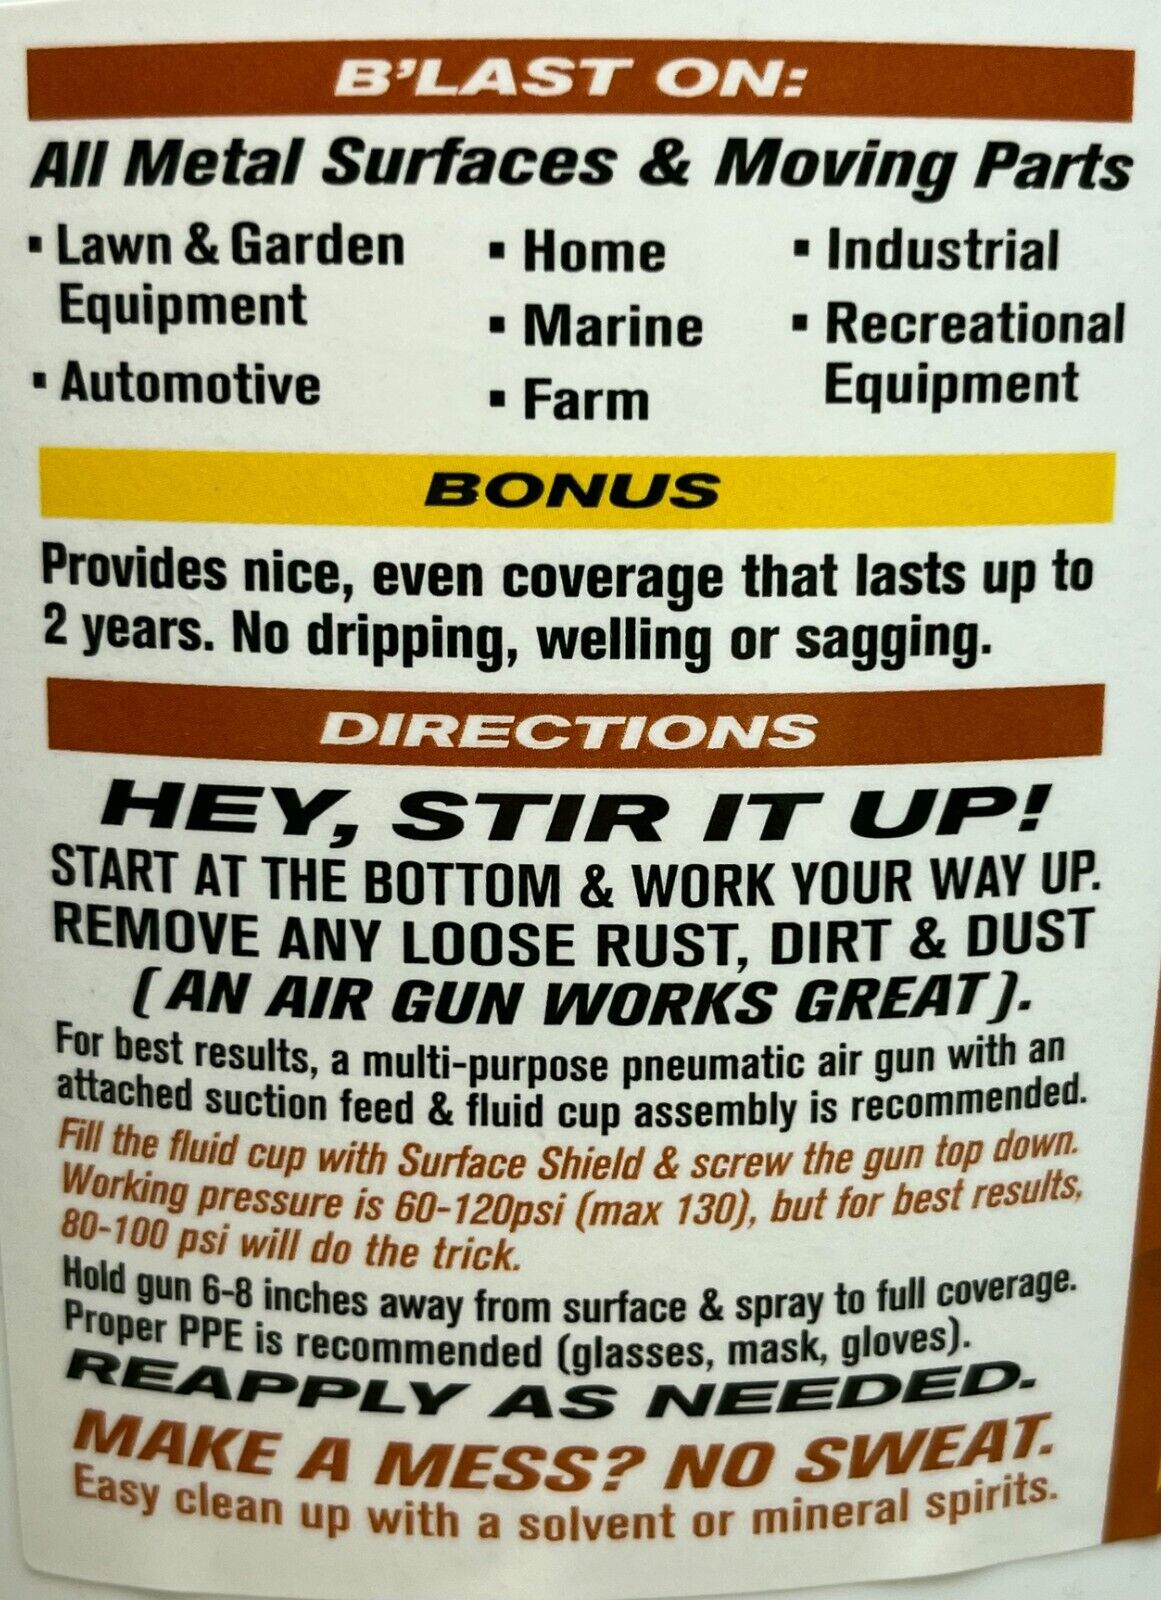 B'LAST ON:
All Metal Surfaces & Moving Parts
▪ Lawn & Garden Equipment
▪ Automotive
▪ Home
▪ Marine
▪ Farm
▪ Industrial
▪ Recreational Equipment
BONUS
Provides nice, even coverage that lasts up to
2 years. No dripping, welling or sagging.
DIRECTIONS
HEY, STIR IT UP!
START AT THE BOTTOM & WORK YOUR WAY UP.
REMOVE ANY LOOSE RUST, DIRT & DUST
(AN AIR GUN WORKS GREAT).
For best results, a multi-purpose pneumatic air gun with an
attached suction feed & fluid cup assembly is recommended.
Fill the fluid cup with Surface Shield & screw the gun top down.
Working pressure is 60-120psi (max 130), but for best results,
80-100 psi will do the trick.
Hold gun 6-8 inches away from surface & spray to full coverage.
Proper PPE is recommended (glasses, mask, gloves).
REAPPLY AS NEEDED.
MAKE A MESS? NO SWEAT.
Easy clean up with a solvent or mineral spirits.